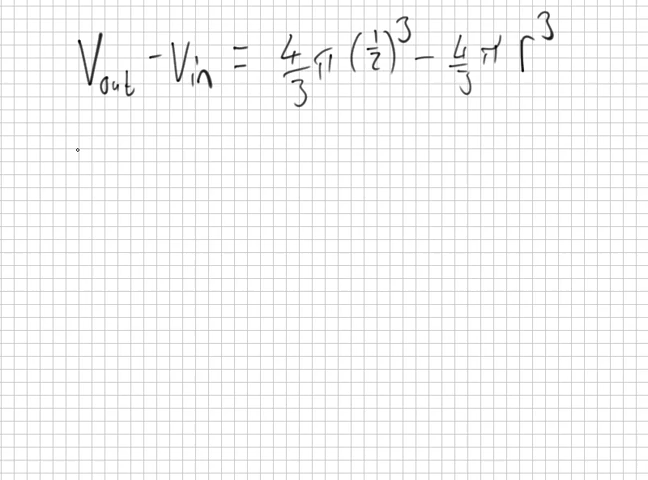 V_out - V_in = 4/3 π (1/2)^3 - 4/3 π r^3